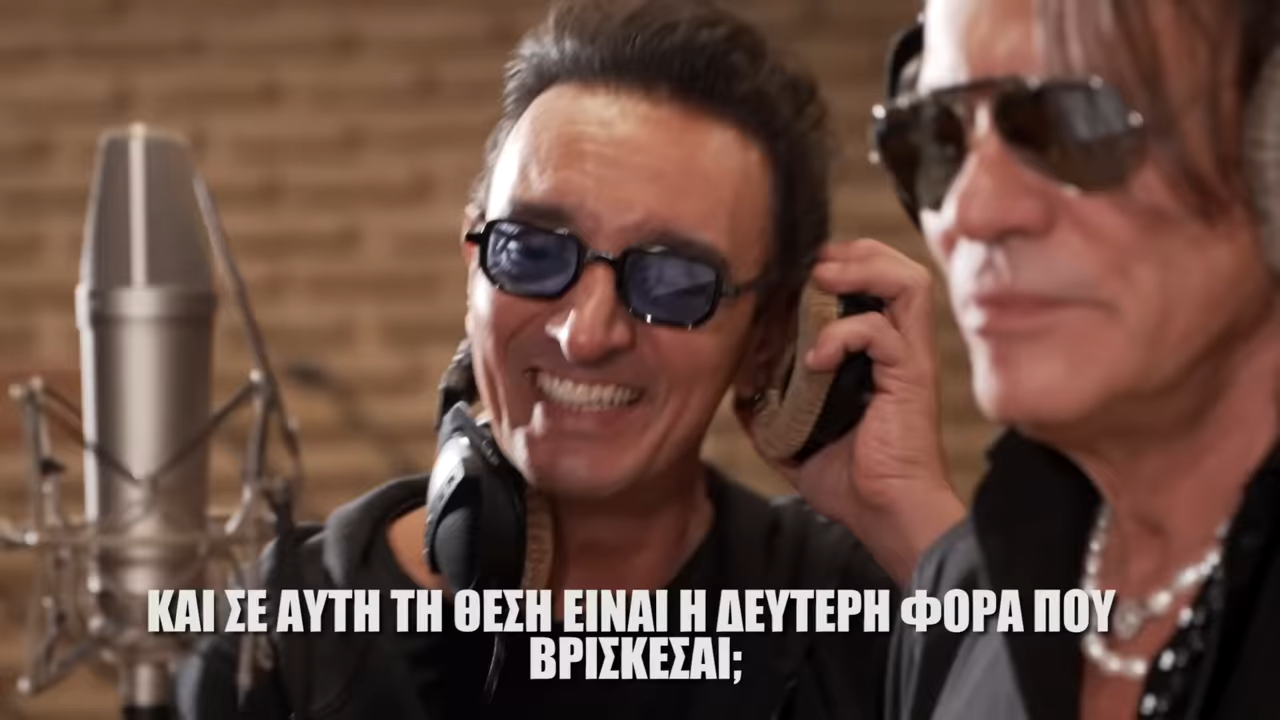 ΚΑΙ ΣΕ ΑΥΤΗ ΤΗ ΘΕΣΗ ΕΙΝΑΙ Η ΔΕΥΤΕΡΗ ΦΟΡΑ ΠΟΥ
ΒΡΙΣΚΕΣΑΙ;